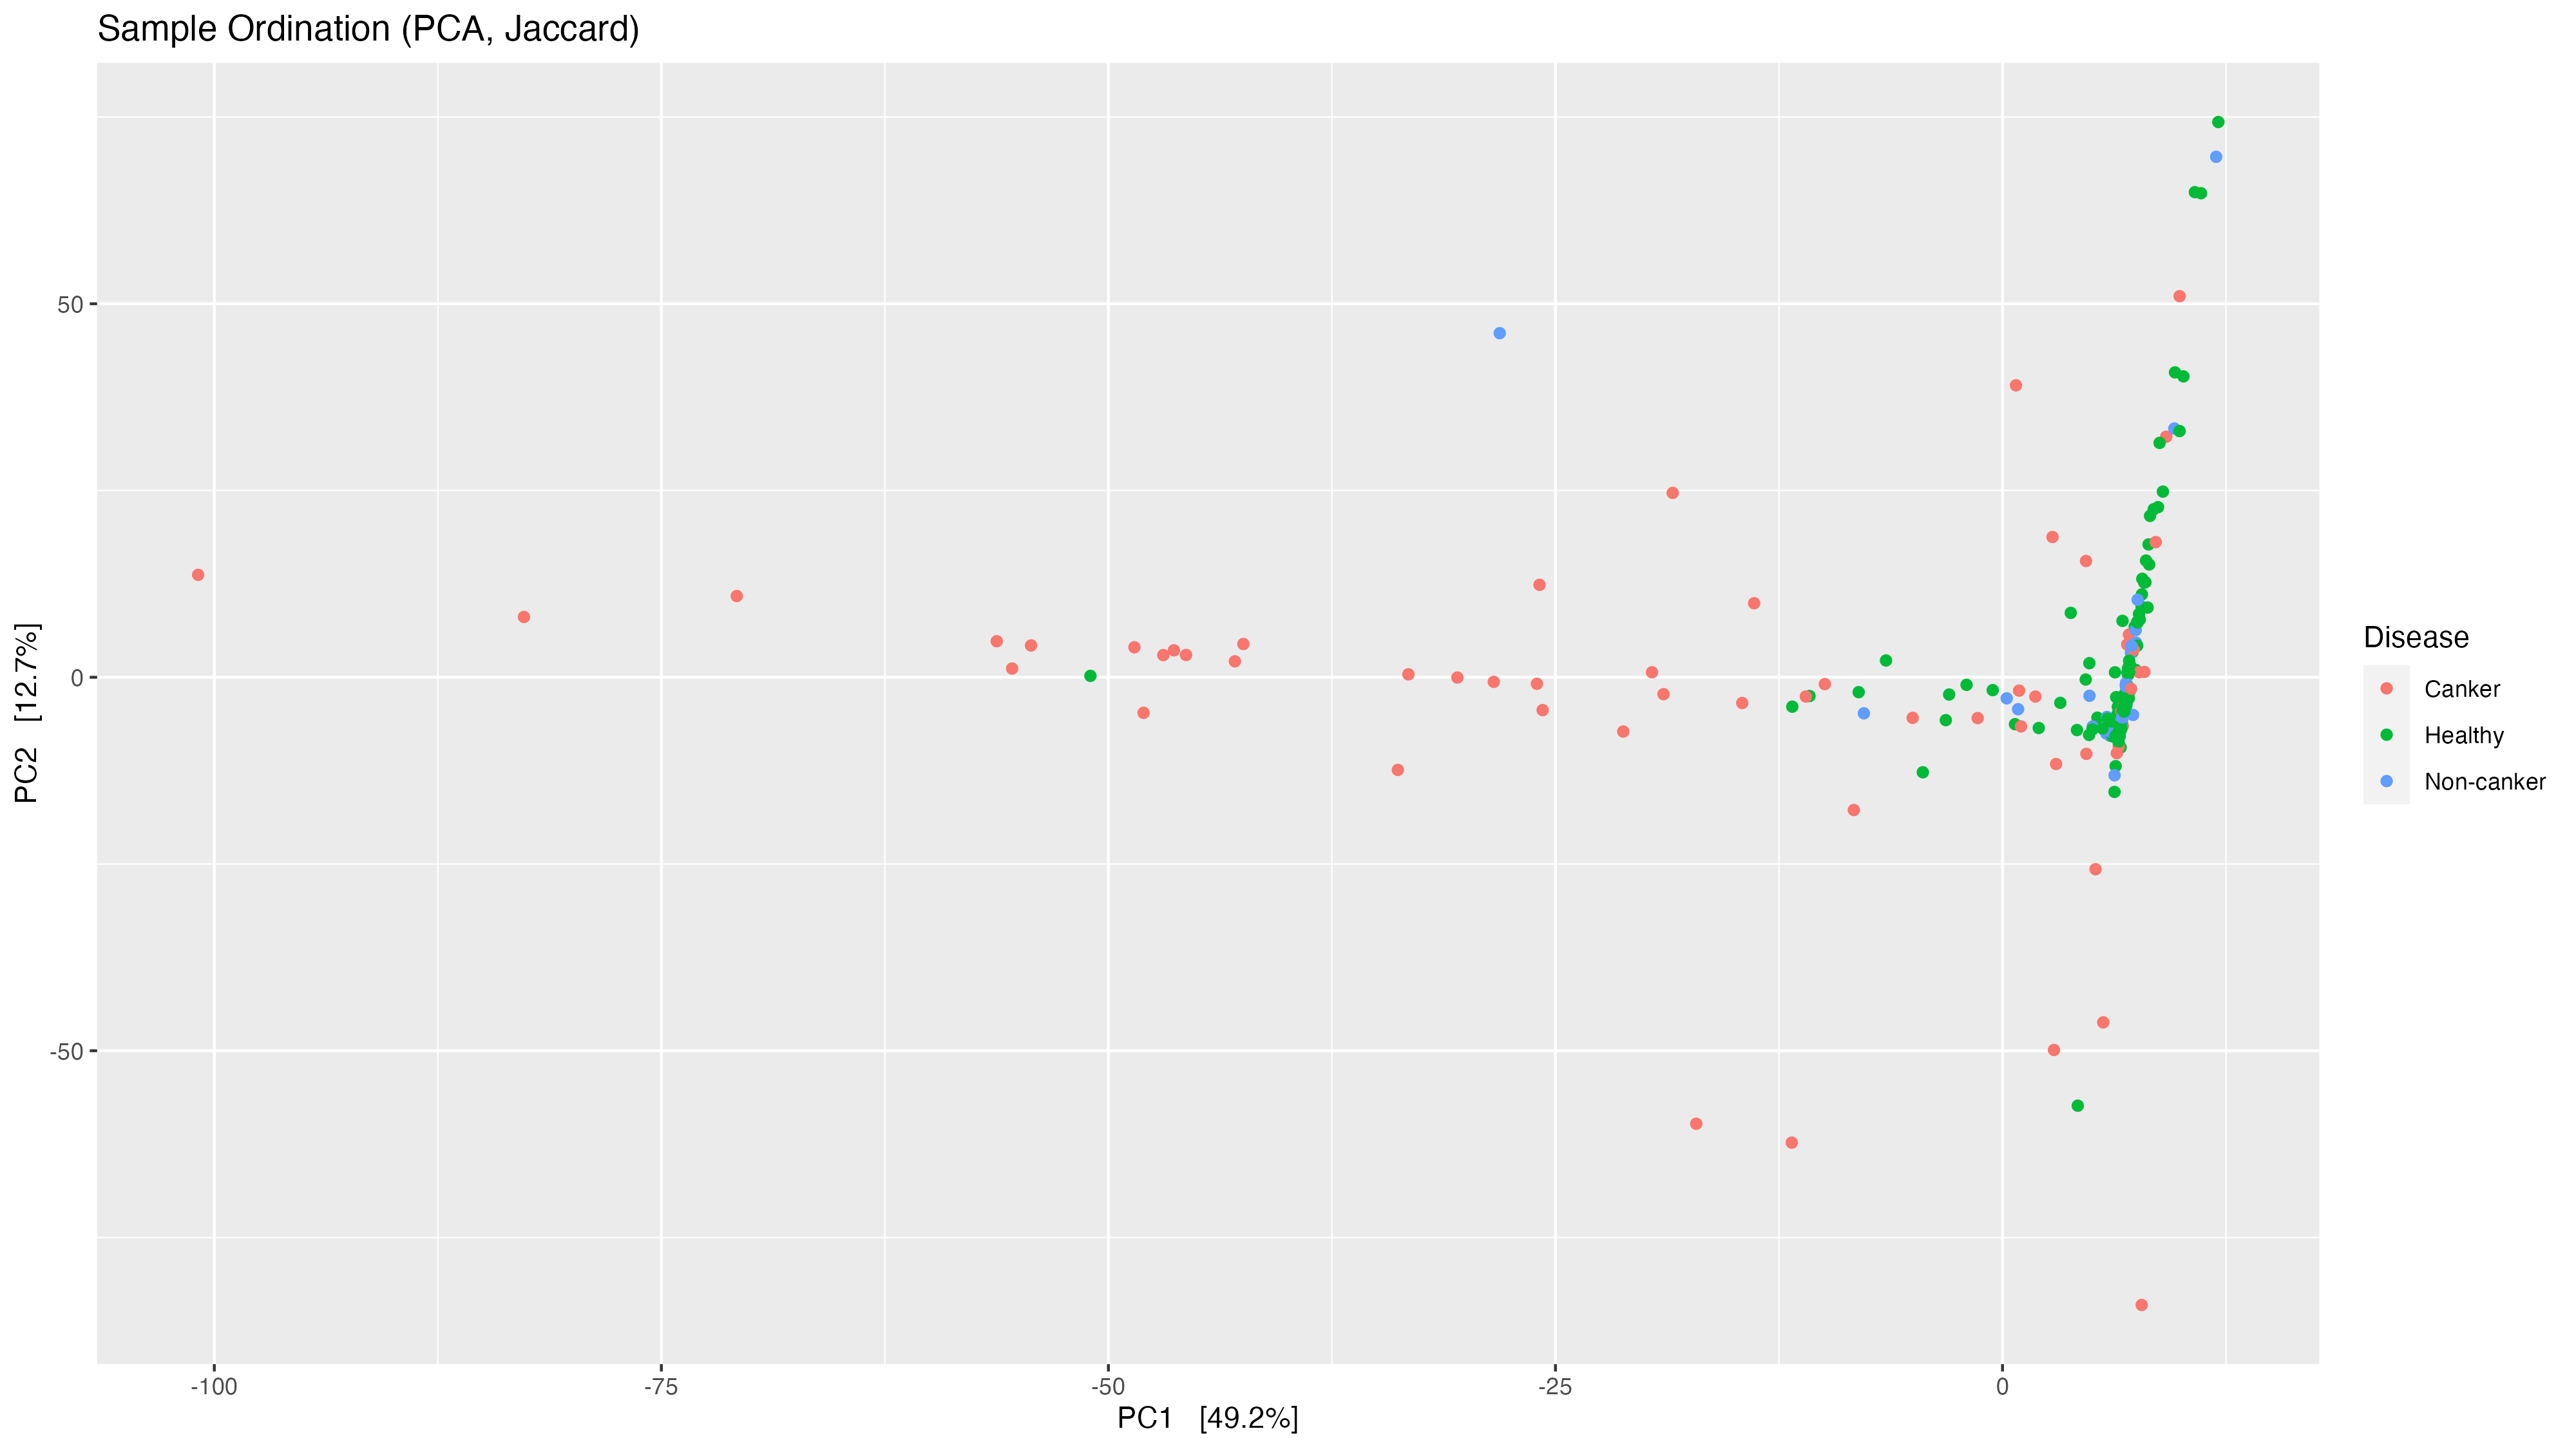 Sample Ordination (PCA, Jaccard)
50
0
-50
PC2 [12.7%]
-100
-75
-50
-25
0
PC1 [49.2%]
Disease
Canker
Healthy
Non-canker